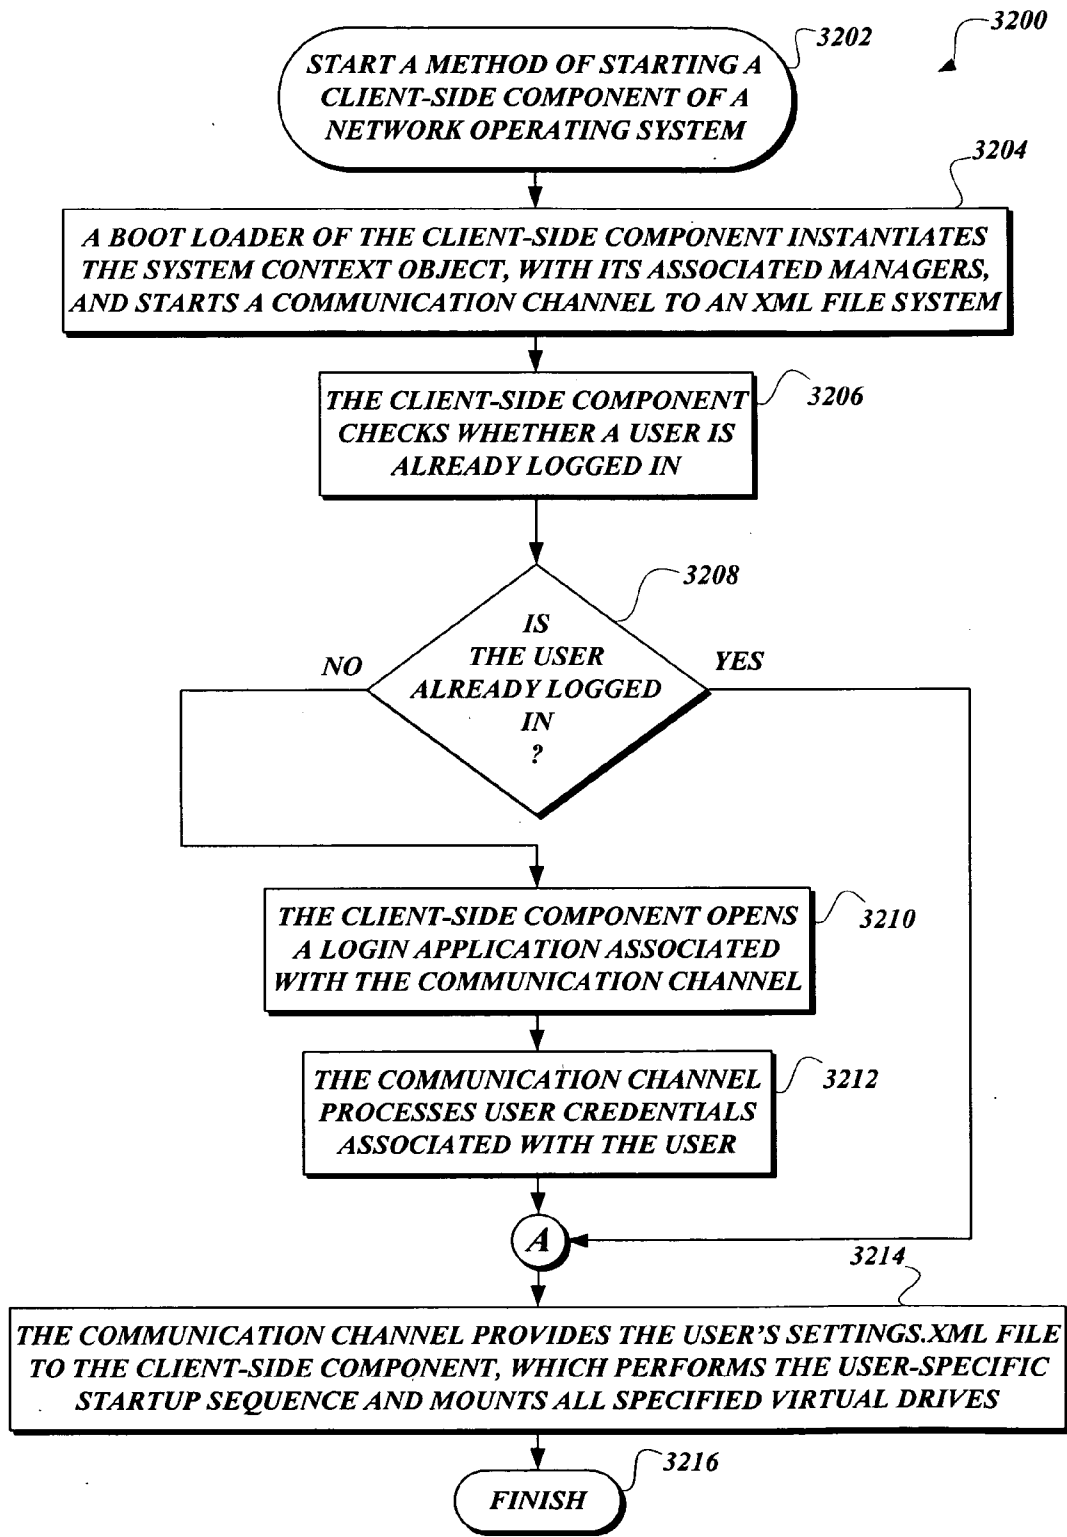 3200
3202
START A METHOD OF STARTING A
CLIENT-SIDE COMPONENT OF A
NETWORK OPERATING SYSTEM
3204
A BOOT LOADER OF THE CLIENT-SIDE COMPONENT INSTANTIATES
THE SYSTEM CONTEXT OBJECT, WITH ITS ASSOCIATED MANAGERS,
AND STARTS A COMMUNICATION CHANNEL TO AN XML FILE SYSTEM
3206
THE CLIENT-SIDE COMPONENT
CHECKS WHETHER A USER IS
ALREADY LOGGED IN
3208
IS
THE USER
ALREADY LOGGED
IN
?
NO
YES
3210
THE CLIENT-SIDE COMPONENT OPENS
A LOGIN APPLICATION ASSOCIATED
WITH THE COMMUNICATION CHANNEL
3212
THE COMMUNICATION CHANNEL
PROCESSES USER CREDENTIALS
ASSOCIATED WITH THE USER
A
3214
THE COMMUNICATION CHANNEL PROVIDES THE USER'S SETTINGS.XML FILE
TO THE CLIENT-SIDE COMPONENT, WHICH PERFORMS THE USER-SPECIFIC
STARTUP SEQUENCE AND MOUNTS ALL SPECIFIED VIRTUAL DRIVES
3216
FINISH